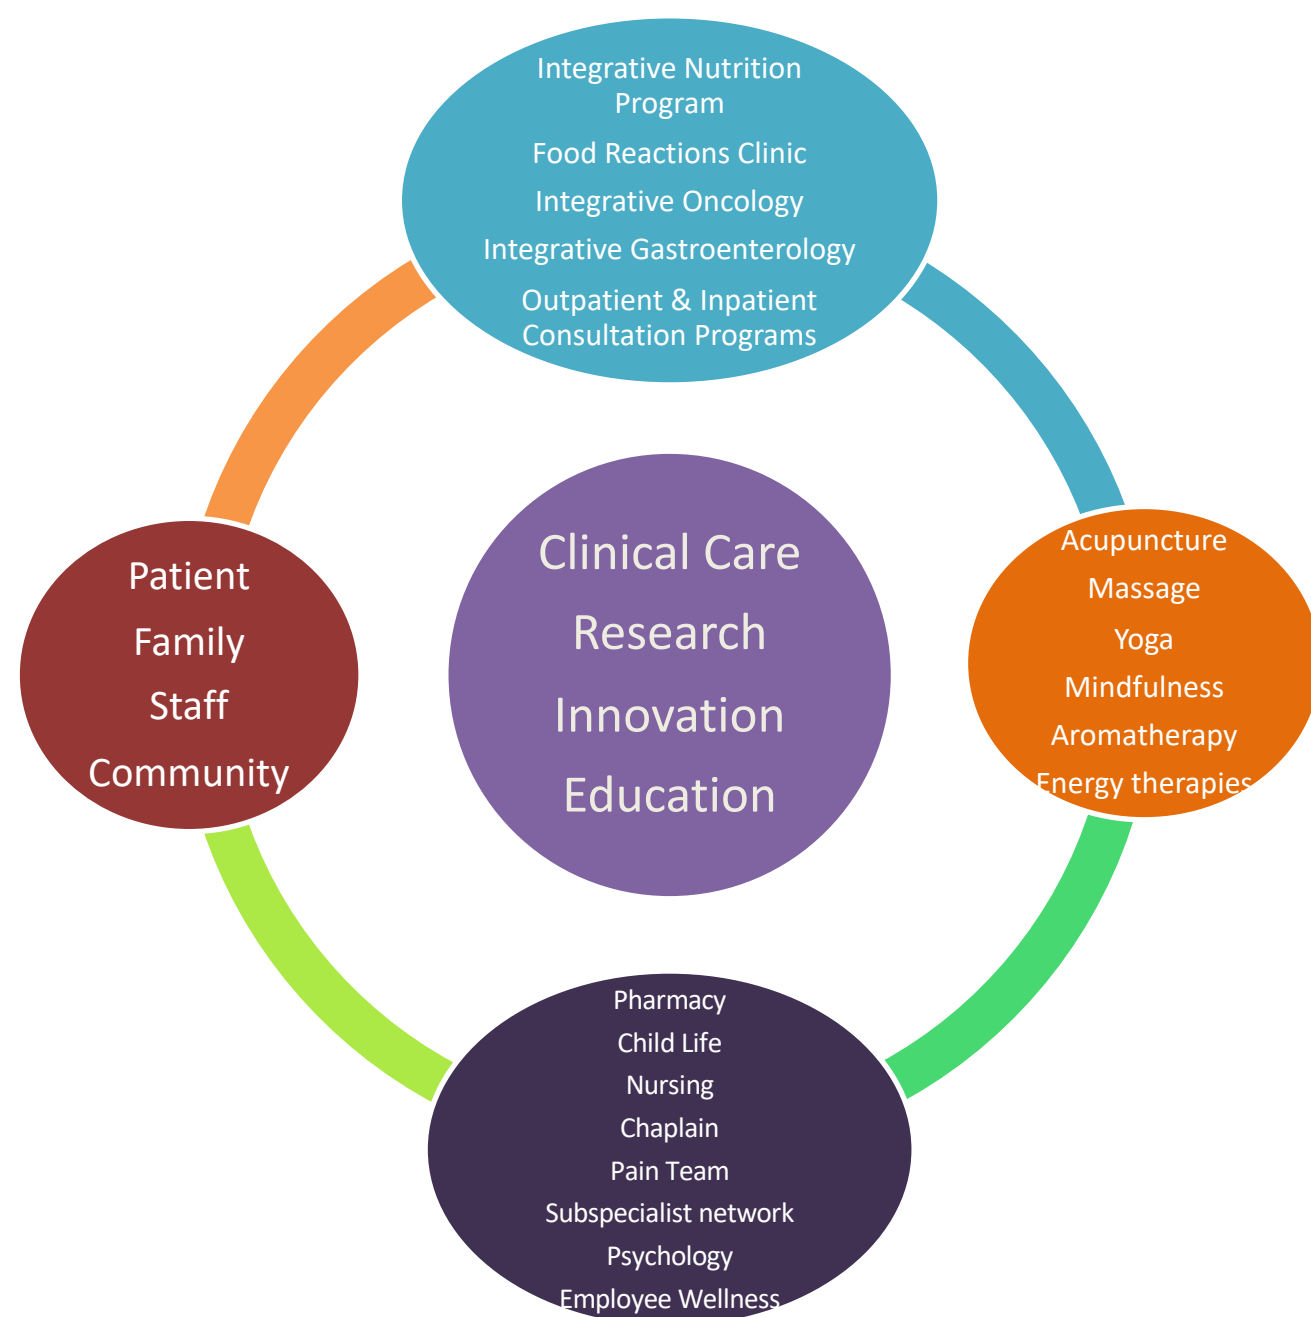 Integrative Nutrition
Program
Food Reactions Clinic
Integrative Oncology
Integrative Gastroenterology
Outpatient & Inpatient
Consultation Programs
Patient
Family
Staff
Community
Clinical Care
Research
Innovation
Education
Acupuncture
Massage
Yoga
Mindfulness
Aromatherapy
Energy therapies
Pharmacy
Child Life
Nursing
Chaplain
Pain Team
Subspecialist network
Psychology
Employee Wellness